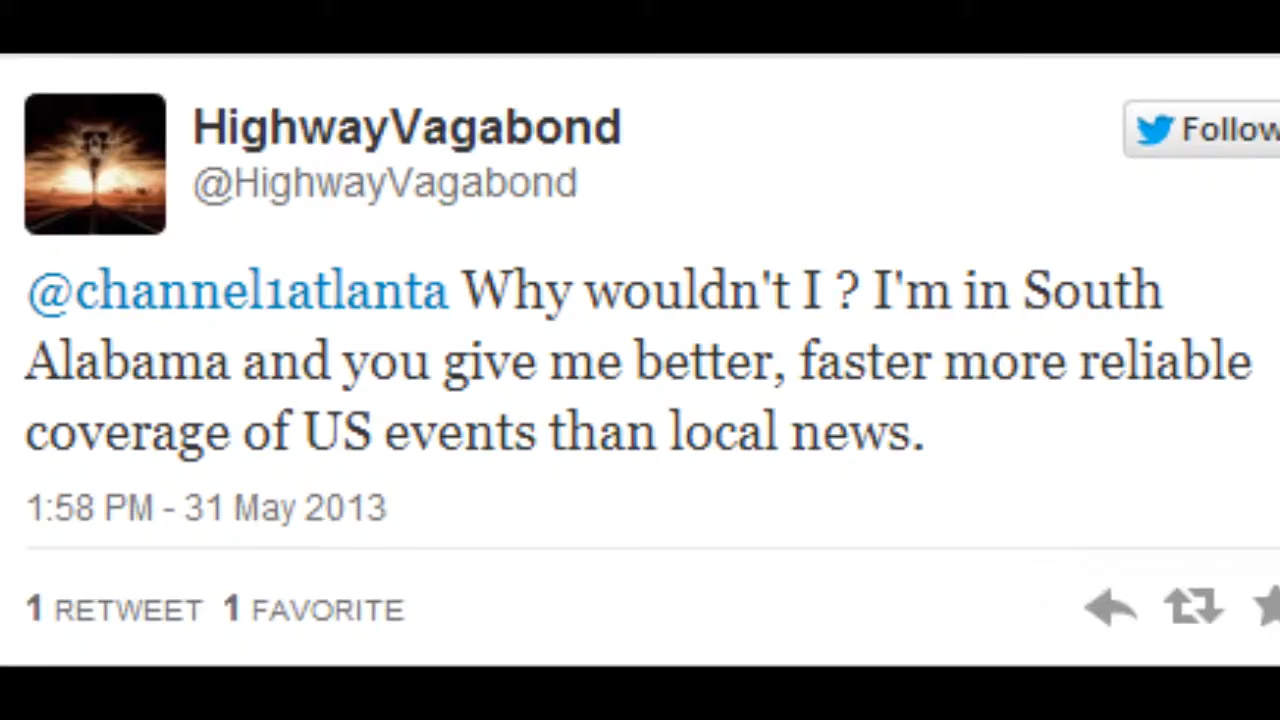 HighwayVagabond
Follow
@HighwayVagabond
@channel1atlanta Why wouldn't I ? I'm in South
Alabama and you give me better, faster more reliable
coverage of US events than local news.
1:58 PM - 31 May 2013
1 RETWEET 1 FAVORITE